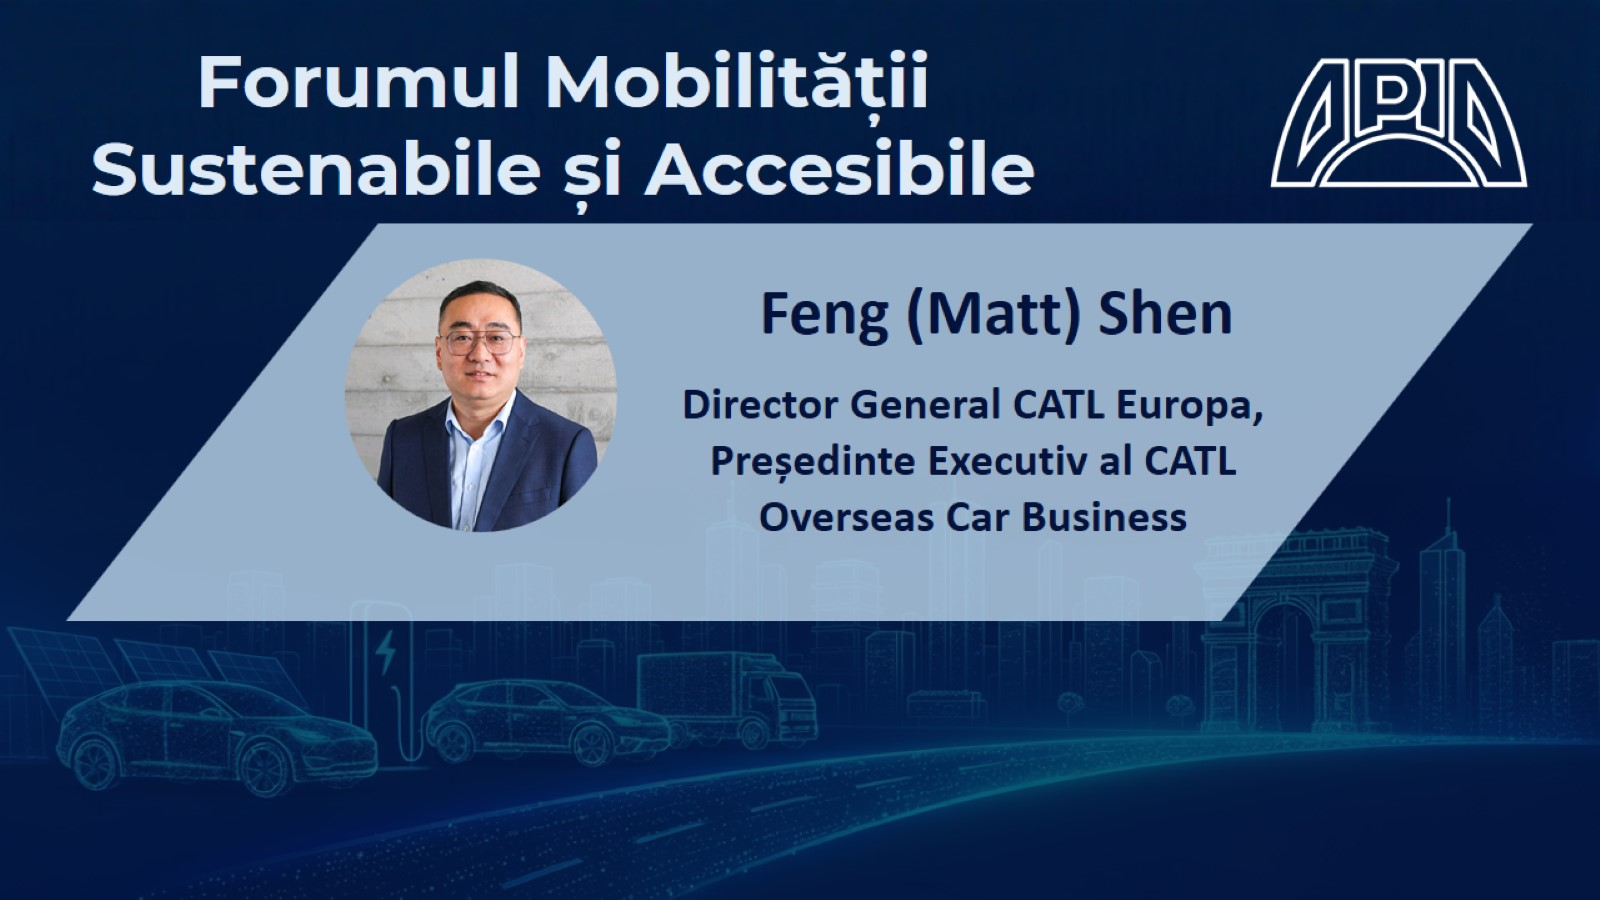 Forumul Mobilității
Sustenabile și Accesibile
APIA
Feng (Matt) Shen
Director General CATL Europa,
Președinte Executiv al CATL
Overseas Car Business